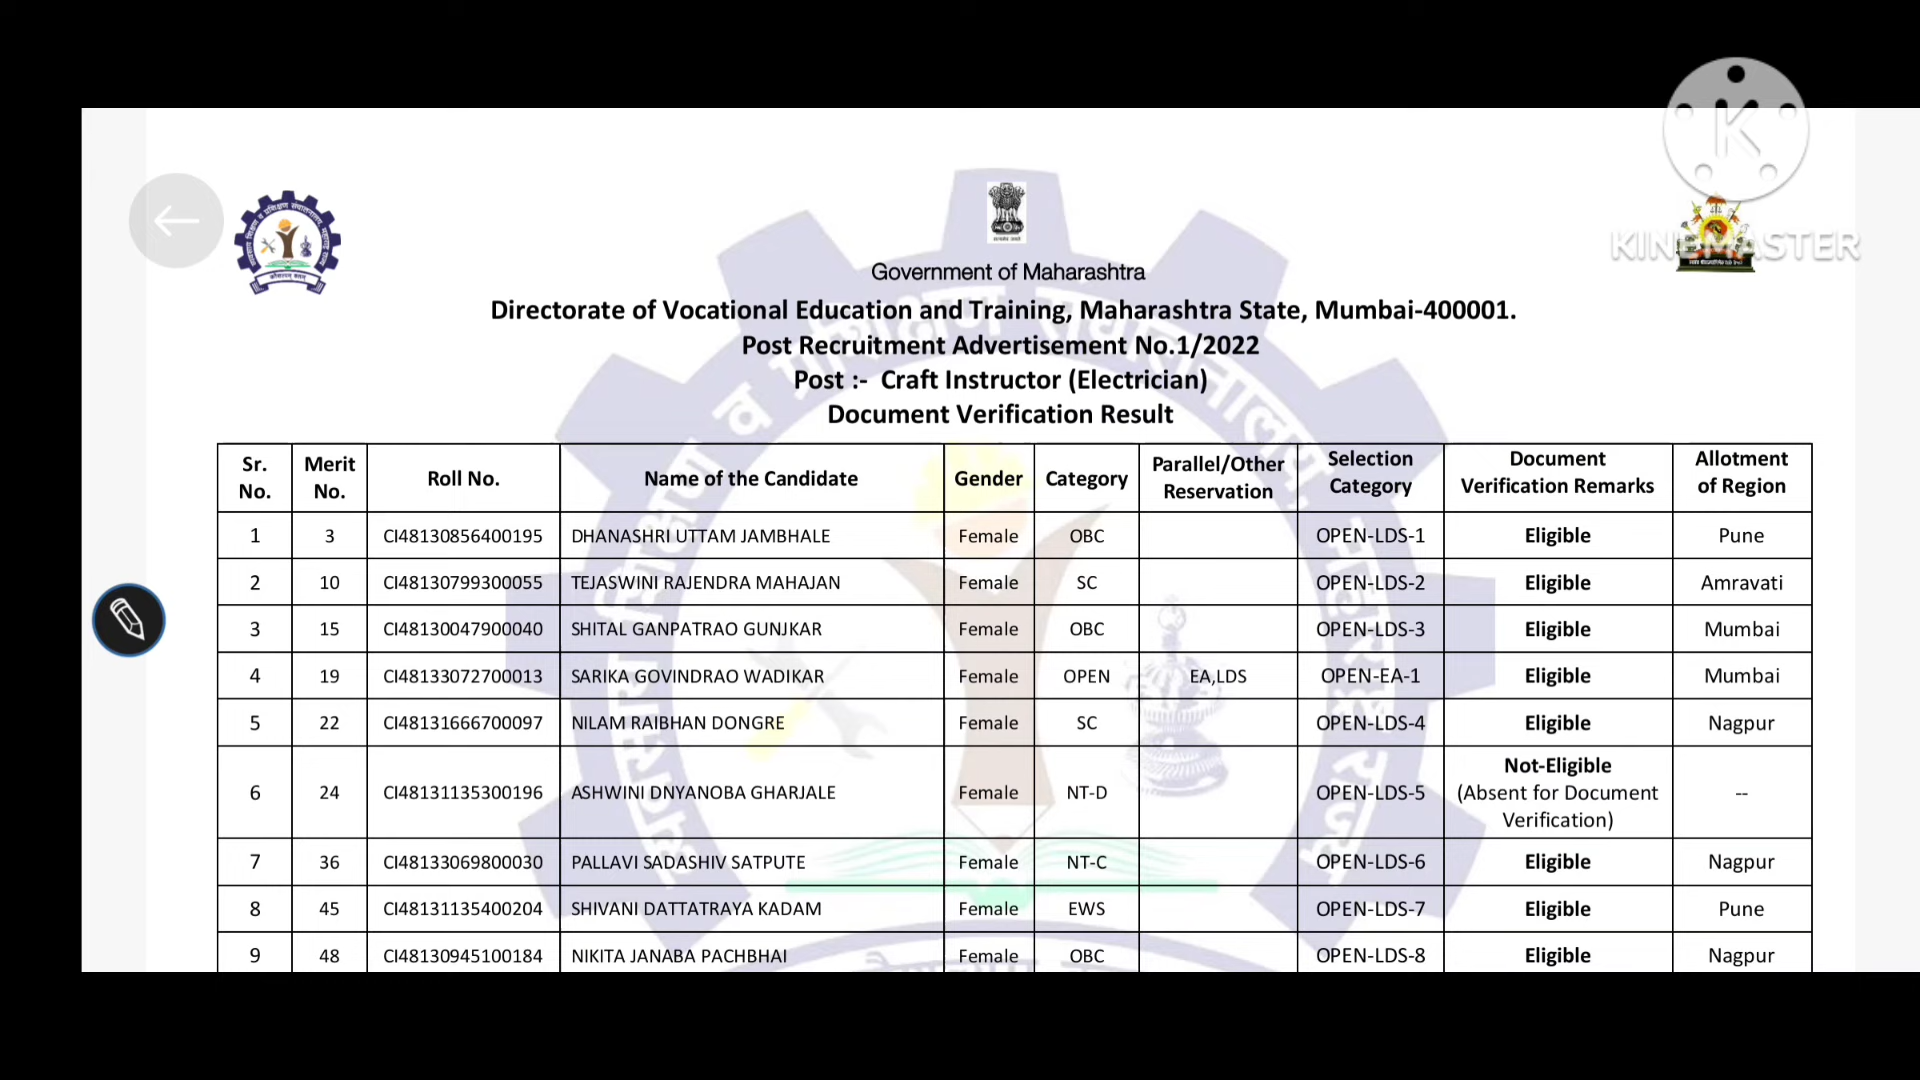 KINEMASTER
Government of Maharashtra
Directorate of Vocational Education and Training, Maharashtra State, Mumbai-400001.
Post Recruitment Advertisement No.1/2022
Post :- Craft Instructor (Electrician)
Document Verification Result
Sr. No. Merit No. Roll No. Name of the Candidate Gender Category Parallel/Other Reservation Selection Category Document Verification Remarks Allotment of Region
1 3 CI48130856400195 DHANASHRI UTTAM JAMBHALE Female OBC OPEN-LDS-1 Eligible Pune
2 10 CI48130799300055 TEJASWINI RAJENDRA MAHAJAN Female SC OPEN-LDS-2 Eligible Amravati
3 15 CI48130047900040 SHITAL GANPATRAO GUNJKAR Female OBC OPEN-LDS-3 Eligible Mumbai
4 19 CI48133072700013 SARIKA GOVINDRAO WADIKAR Female OPEN EA,LDS OPEN-EA-1 Eligible Mumbai
5 22 CI48131666700097 NILAM RAIBHAN DONGRE Female SC OPEN-LDS-4 Eligible Nagpur
6 24 CI48131135300196 ASHWINI DNYANOBA GHARJALE Female NT-D OPEN-LDS-5 Not-Eligible (Absent for Document Verification) --
7 36 CI48133069800030 PALLAVI SADASHIV SATPUTE Female NT-C OPEN-LDS-6 Eligible Nagpur
8 45 CI48131135400204 SHIVANI DATTATRAYA KADAM Female EWS OPEN-LDS-7 Eligible Pune
9 48 CI48130945100184 NIKITA JANABA PACHBHAI Female OBC OPEN-LDS-8 Eligible Nagpur